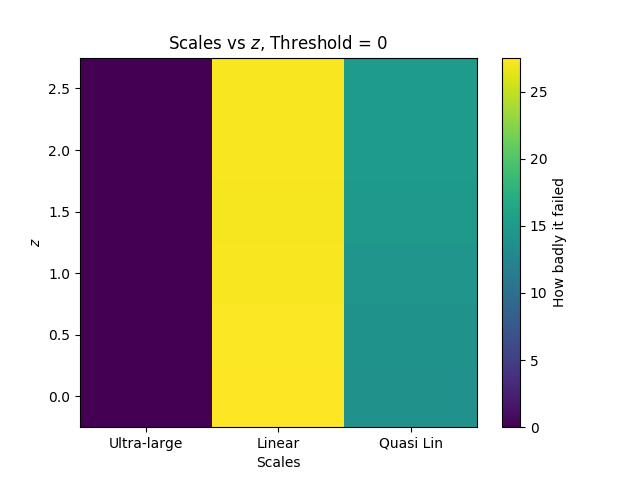 Scales vs z, Threshold = 0
2.5
2.0
1.5
1.0
0.5
0.0
z
Ultra-large Linear Quasi Lin
Scales
25
20
15
10
5
0
How badly it failed